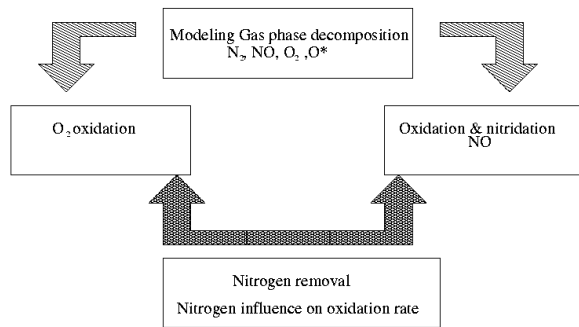 Modeling Gas phase decomposition
N₂, NO, O₂ ,O*
O₂ oxidation
Oxidation & nitridation
NO
Nitrogen removal
Nitrogen influence on oxidation rate